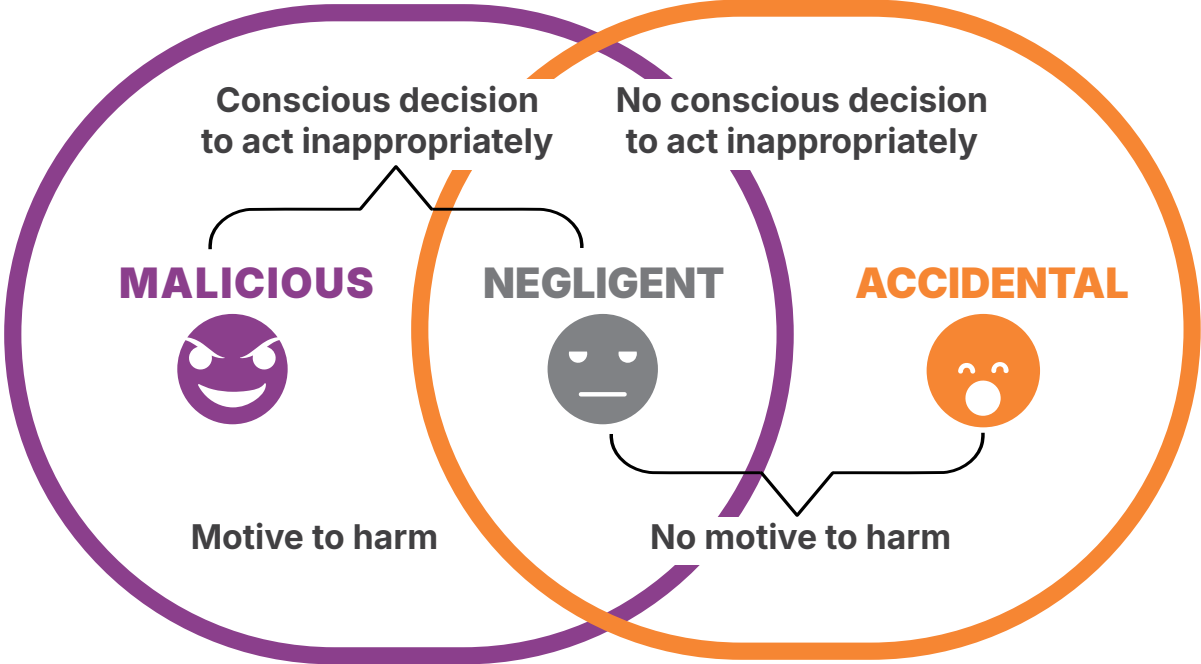 Conscious decision
to act inappropriately
No conscious decision
to act inappropriately
MALICIOUS
NEGLIGENT
ACCIDENTAL
Motive to harm
No motive to harm